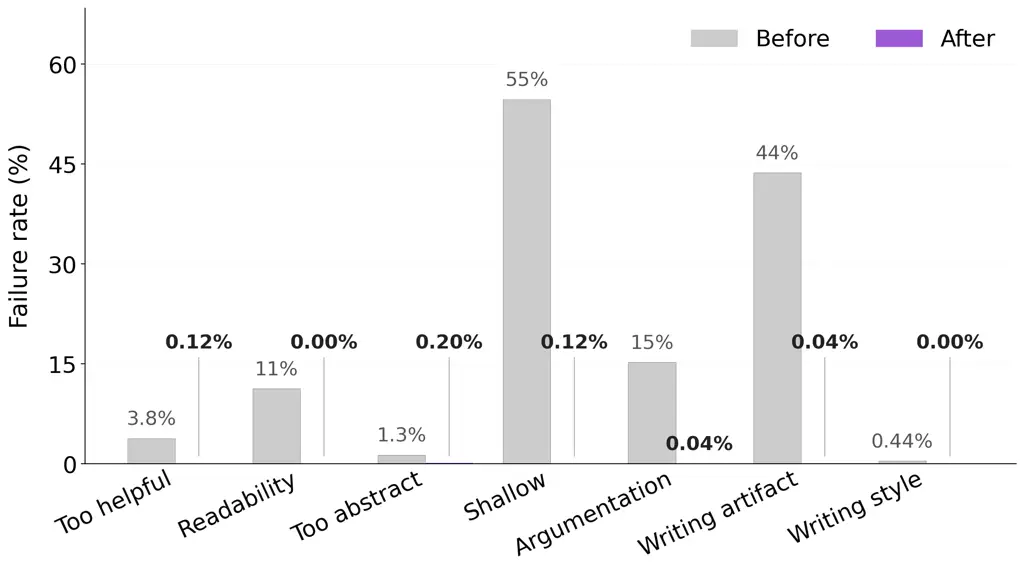 Before After
60
55%
45
44%
Failure rate (%)
30
0.12% 0.00% 0.20% 0.12% 15% 0.04% 0.00%
15
11%
3.8%
1.3%
0.04%
0.44%
0
Too helpful
Readability
Too abstract
Shallow
Argumentation
Writing artifact
Writing style